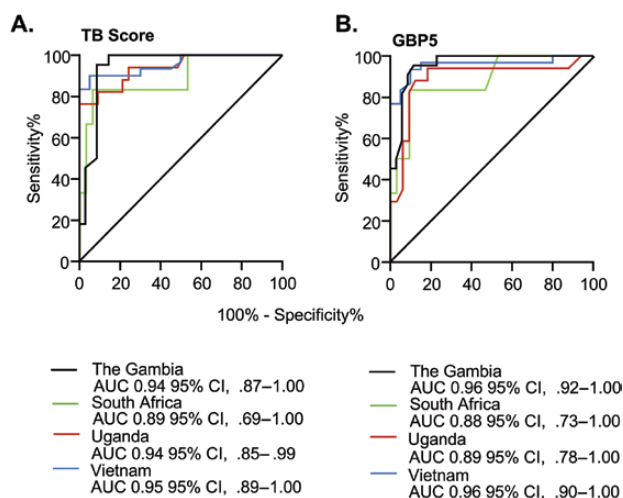 A.
TB Score
Sensitivity%
100
80
60
40
20
0
0 20 40 60 80 100
B.
GBP5
Sensitivity%
100
80
60
40
20
0
0 20 40 60 80 100
100% - Specificity%
The Gambia
AUC 0.94 95% CI, .87–1.00
South Africa
AUC 0.89 95% CI, .69–1.00
Uganda
AUC 0.94 95% CI, .85– .99
Vietnam
AUC 0.95 95% CI, .89–1.00
The Gambia
AUC 0.96 95% CI, .92–1.00
South Africa
AUC 0.88 95% CI, .73–1.00
Uganda
AUC 0.89 95% CI, .78–1.00
Vietnam
AUC 0.96 95% CI, .90–1.00